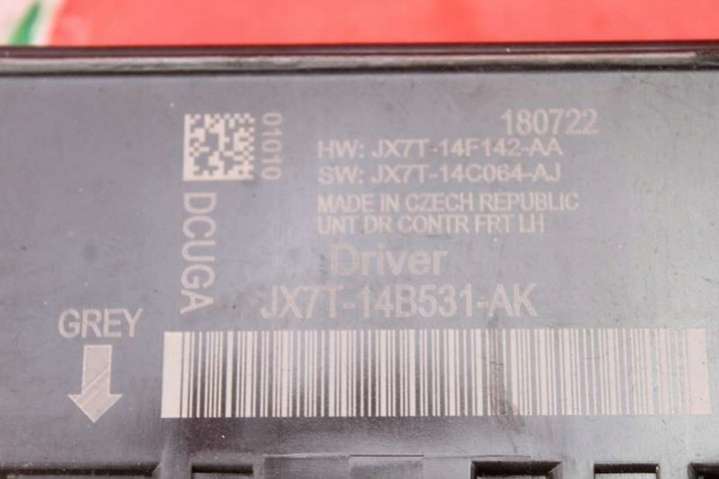 180722
01010
HW: JX7T-14F142-AA
SW: JX7T-14C064-AJ
MADE IN CZECH REPUBLIC
UNT DR CONTR FRT LH
DCUGA
Driver
JX7T-14B531-AK
GREY